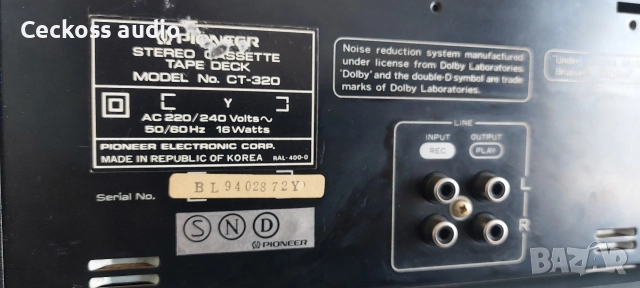 Ceckoss audio
PIONEER
STEREO CASSETTE
TAPE DECK
MODEL No. CT-320
Y
AC 220/240 Volts~
50/60Hz 16 Watts
PIONEER ELECTRONIC CORP.
MADE IN REPUBLIC OF KOREA RAL-400-0
Serial No.
BL9402872Y
S N D
PIONEER
Noise reduction system manufactured
under license from Dolby Laboratories.
'Dolby' and the double-D symbol are trade
marks of Dolby Laboratories.
LINE
INPUT OUTPUT
REC PLAY
L
R
bazar